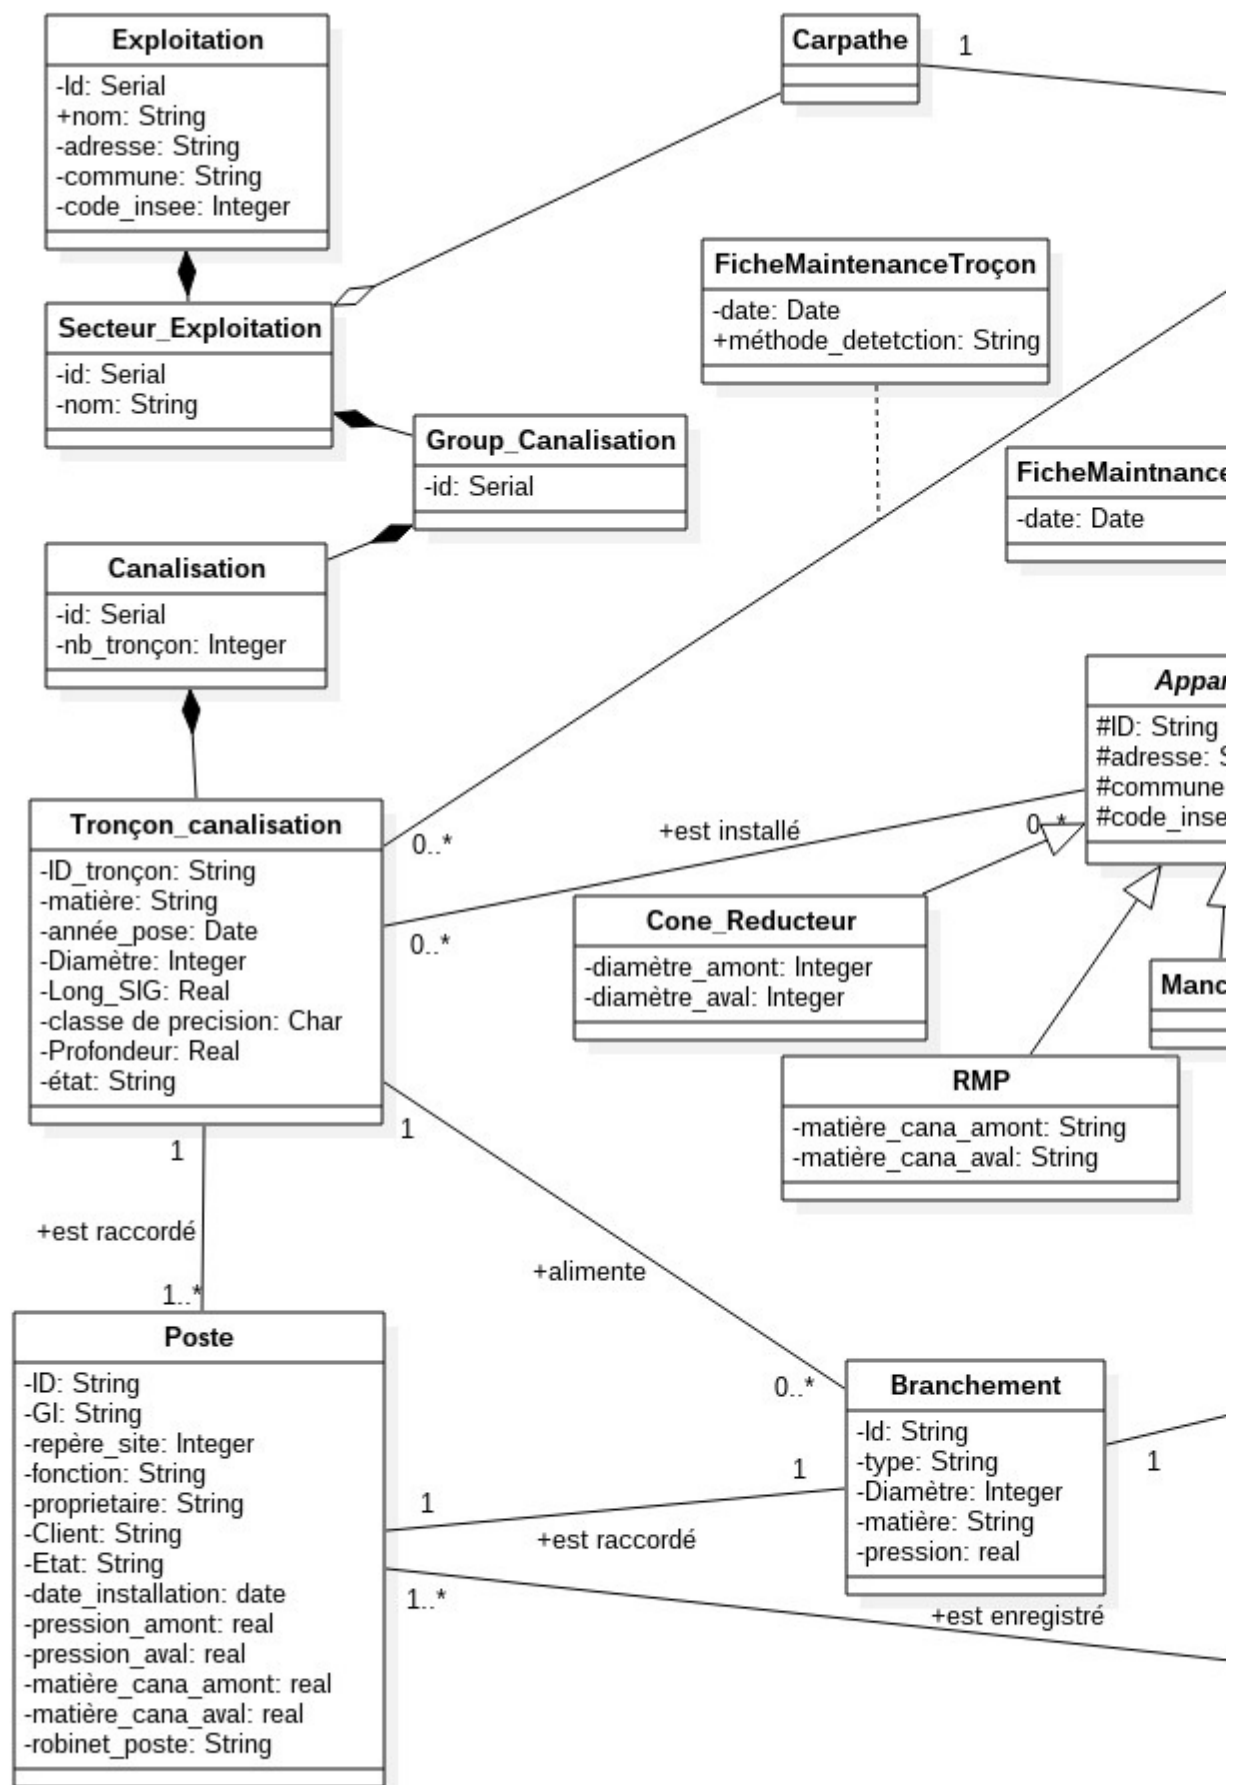 Exploitation
-Id: Serial
+nom: String
-adresse: String
-commune: String
-code_insee: Integer
Carpathe
1
Secteur_Exploitation
-id: Serial
-nom: String
FicheMaintenanceTroçon
-date: Date
+méthode_detetction: String
Group_Canalisation
-id: Serial
FicheMaintnance
-date: Date
Canalisation
-id: Serial
-nb_tronçon: Integer
Appar
#ID: String
#adresse: S
#commune
#code_inse
Tronçon_canalisation
-ID_tronçon: String
-matière: String
-année_pose: Date
-Diamètre: Integer
-Long_SIG: Real
-classe de precision: Char
-Profondeur: Real
-état: String
0..*
+est installé
0..*
0..*
Cone_Reducteur
-diamètre_amont: Integer
-diamètre_aval: Integer
Manc
RMP
-matière_cana_amont: String
-matière_cana_aval: String
1
1
+est raccordé
+alimente
1..*
0..*
Poste
-ID: String
-GI: String
-repère_site: Integer
-fonction: String
-proprietaire: String
-Client: String
-Etat: String
-date_installation: date
-pression_amont: real
-pression_aval: real
-matière_cana_amont: real
-matière_cana_aval: real
-robinet_poste: String
Branchement
-Id: String
-type: String
-Diamètre: Integer
-matière: String
-pression: real
1
1
1
+est raccordé
1..*
+est enregistré